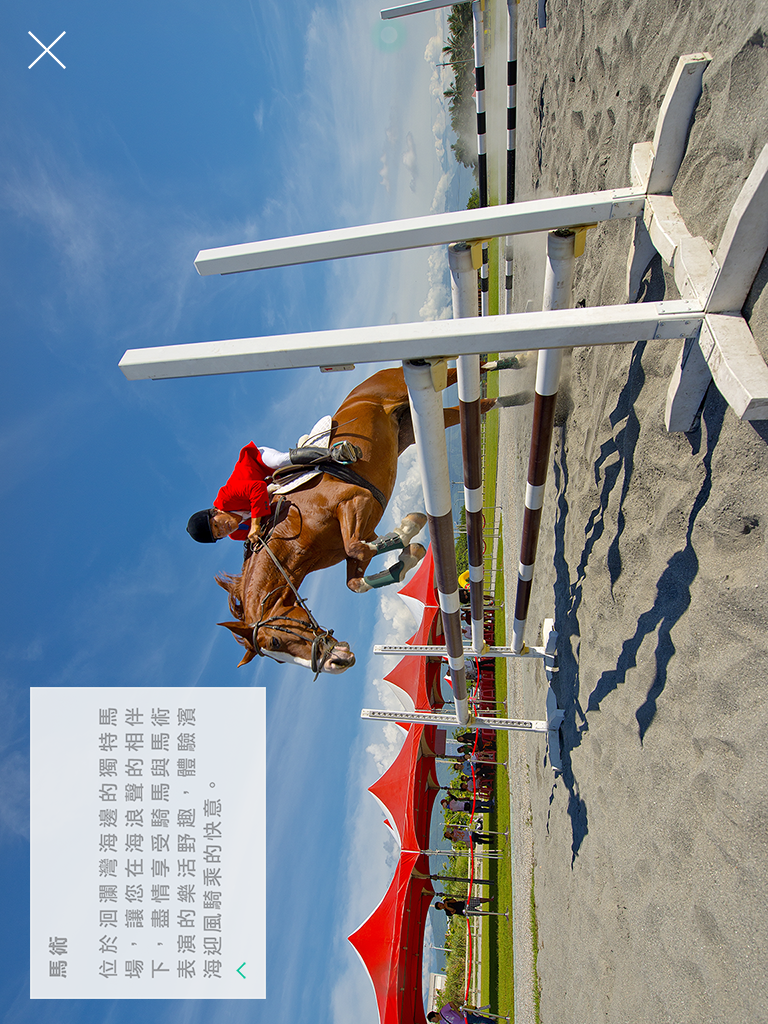 馬術
位於洄瀾灣海邊的獨特馬
場，讓您在海浪聲的相伴
下，盡情享受騎馬與馬術
表演的樂活野趣，體驗濱
海迎風騎乘的快意。